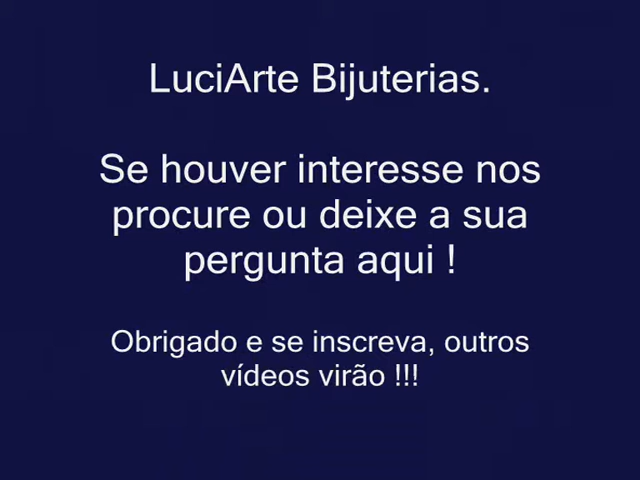 LuciArte Bijuterias.
Se houver interesse nos
procure ou deixe a sua
pergunta aqui !
Obrigado e se inscreva, outros
vídeos virão !!!